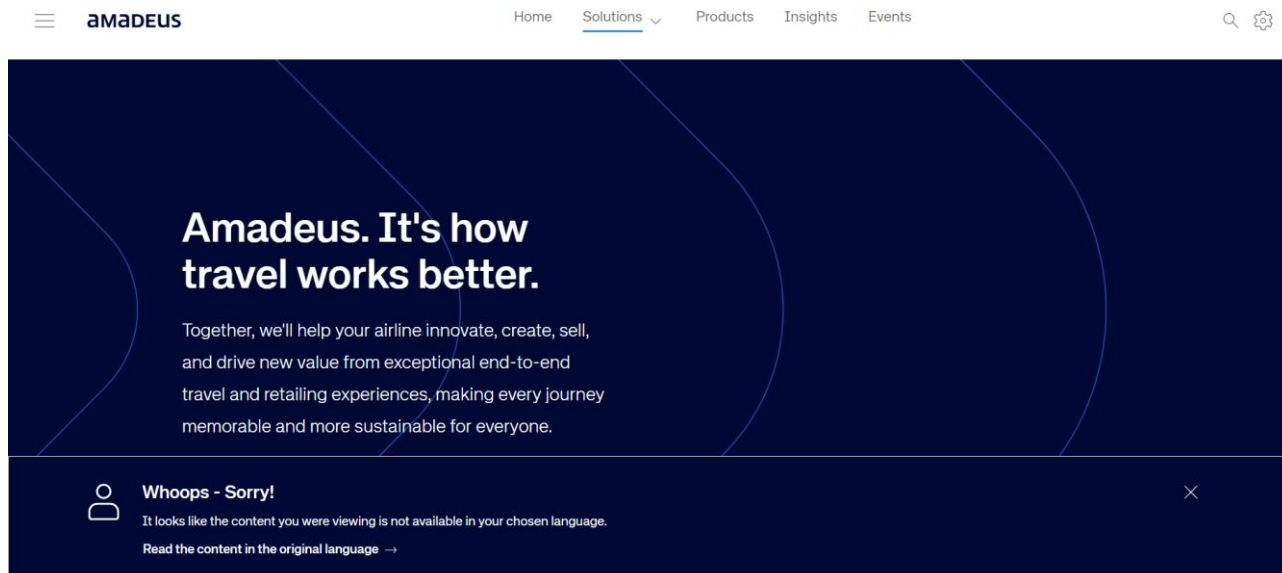 amadeus
Home Solutions Products Insights Events
Amadeus. It's how
travel works better.
Together, we'll help your airline innovate, create, sell,
and drive new value from exceptional end-to-end
travel and retailing experiences, making every journey
memorable and more sustainable for everyone.
Whoops - Sorry!
It looks like the content you were viewing is not available in your chosen language.
Read the content in the original language →